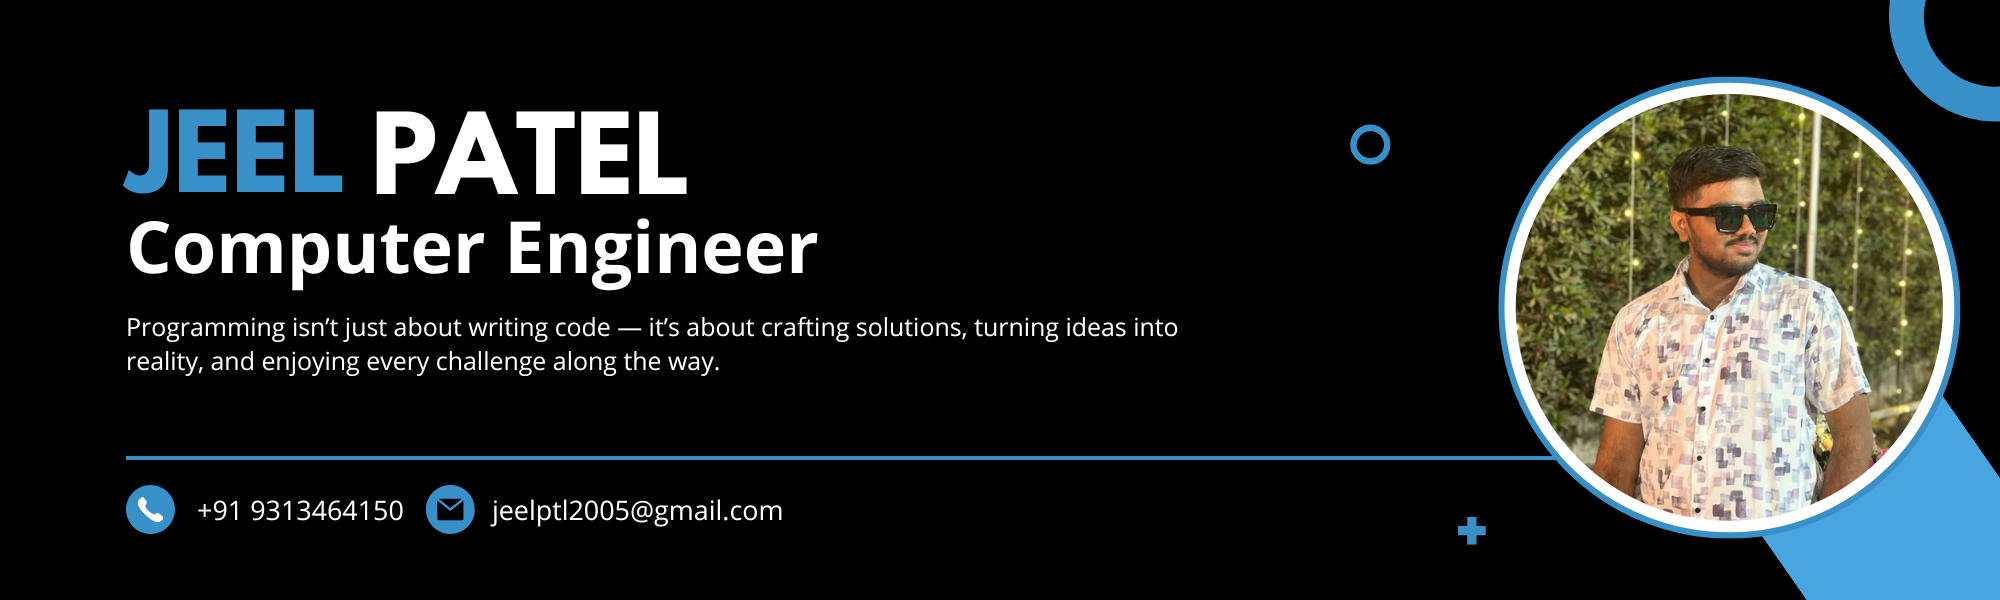 JEEL PATEL
Computer Engineer
Programming isn’t just about writing code — it’s about crafting solutions, turning ideas into
reality, and enjoying every challenge along the way.
+91 9313464150 jeelptl2005@gmail.com